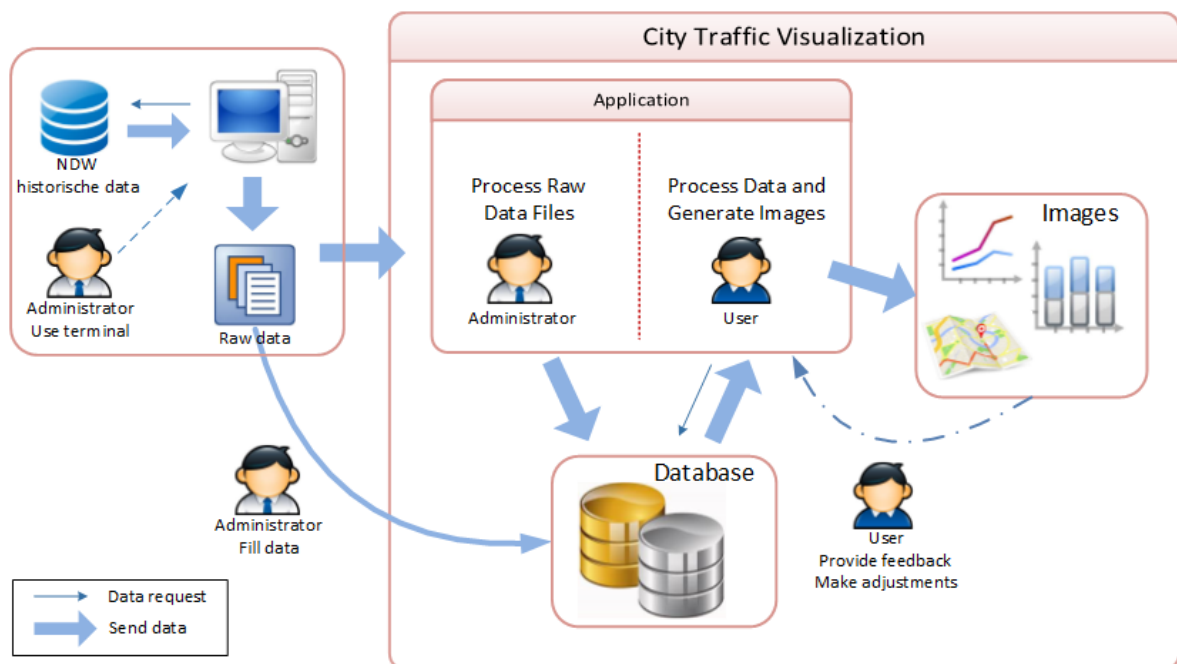 City Traffic Visualization
NDW
historische data
Administrator
Use terminal
Raw data
Application
Process Raw
Data Files
Administrator
Process Data and
Generate Images
User
Images
Database
Administrator
Fill data
User
Provide feedback
Make adjustments
Data request
Send data